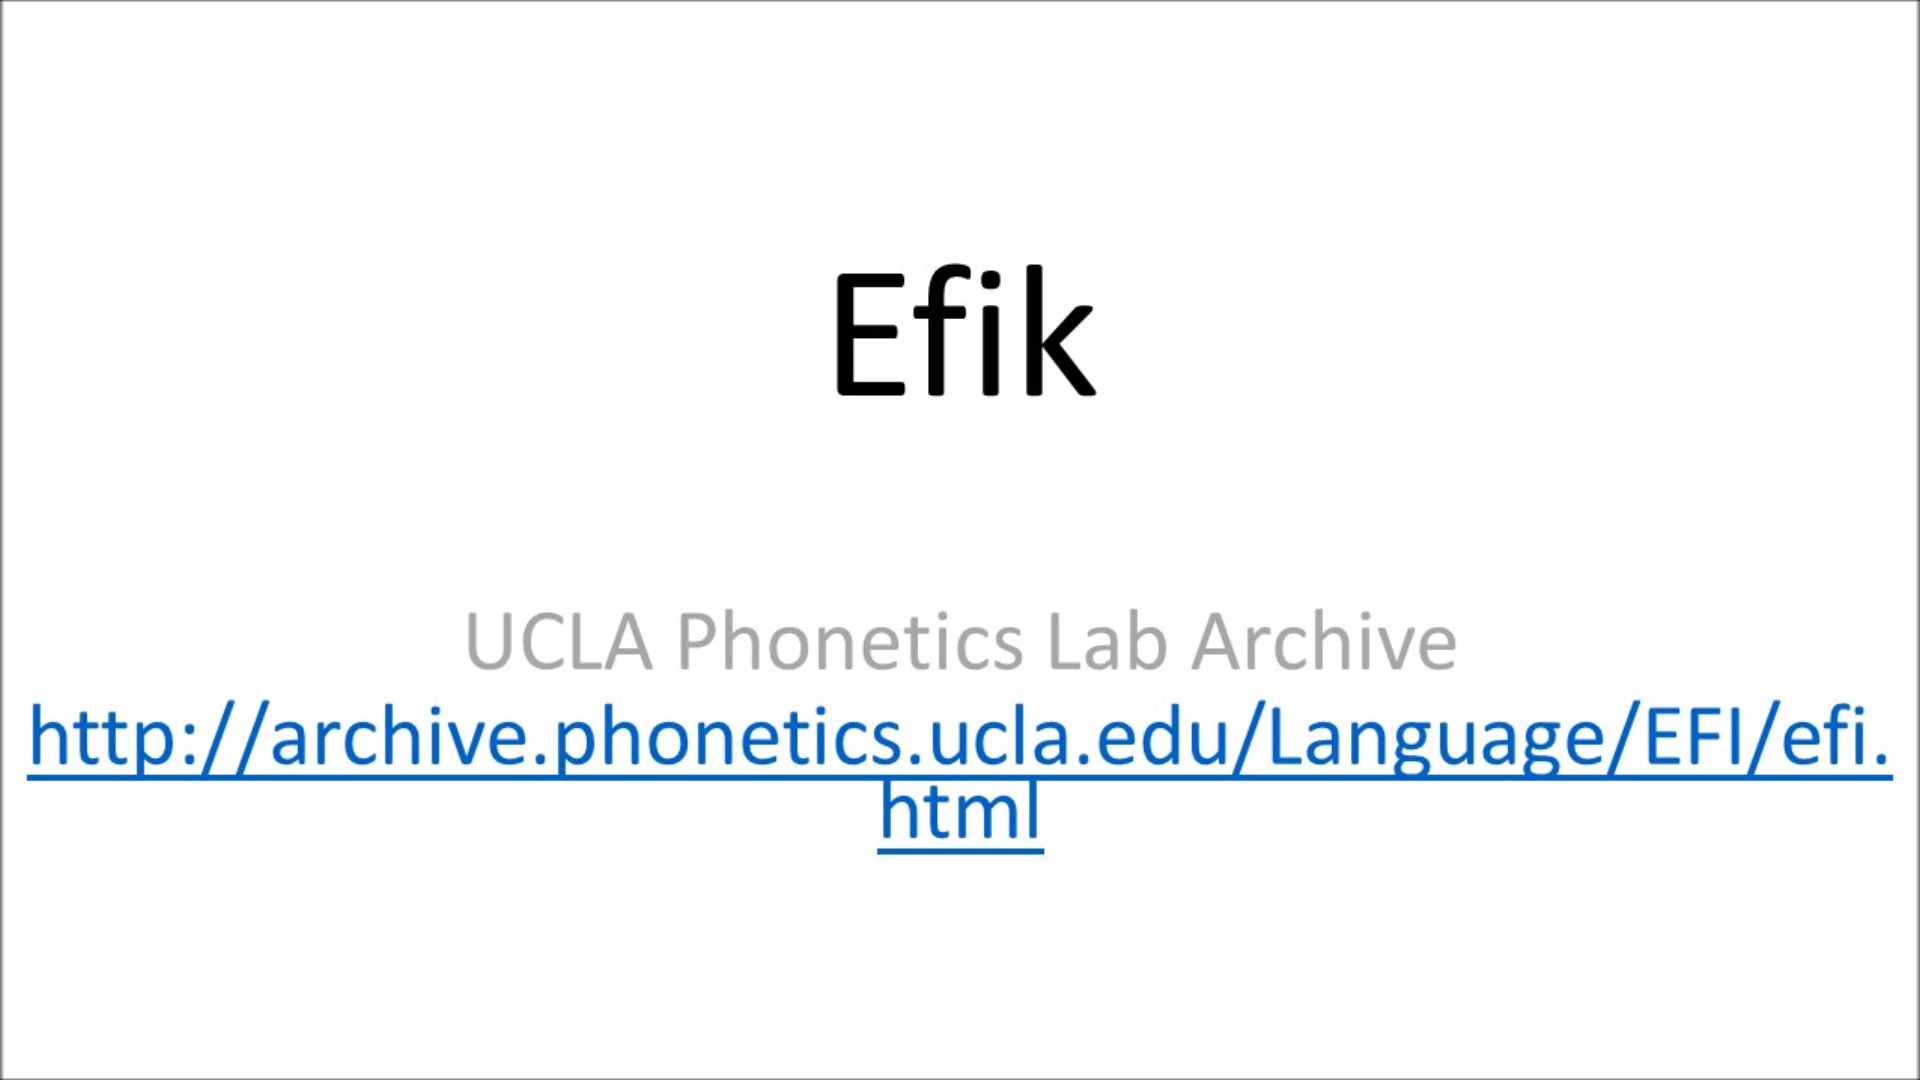 Efik
UCLA Phonetics Lab Archive
http://archive.phonetics.ucla.edu/Language/EFI/efi.
html